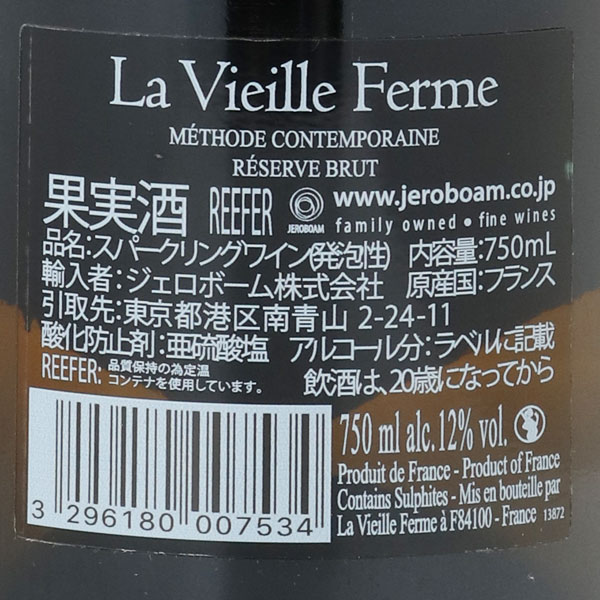 La Vieille Ferme
MÉTHODE CONTEMPORAINE
RÉSERVE BRUT
果実酒 REEFER JEROBOAM www.jeroboam.co.jp
family owned • fine wines
品名:スパークリングワイン(発泡性) 内容量:750mL
輸入者:ジェロボーム株式会社 原産国:フランス
引取先:東京都港区南青山 2-24-11
酸化防止剤:亜硫酸塩 アルコール分:ラベルに記載
REEFER: 品質保持の為定温
コンテナを使用しています。
飲酒は、20歳になってから
750 ml alc.12% vol.
Produit de France - Product of France
Contains Sulphites - Mis en bouteille par
La Vieille Ferme à F84100 - France 13872
3 296180 007534